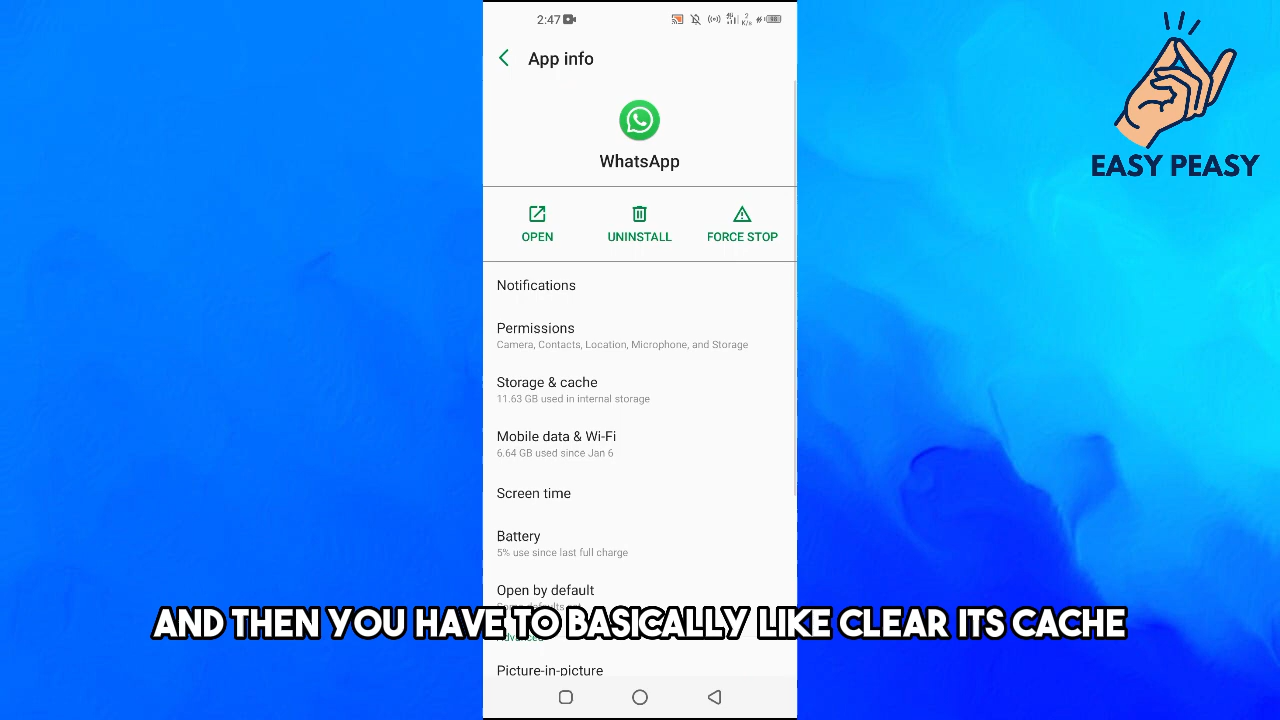 2:47
2
K/s
98
App info
EASY PEASY
WhatsApp
OPEN
UNINSTALL
FORCE STOP
Notifications
Permissions
Camera, Contacts, Location, Microphone, and Storage
Storage & cache
11.63 GB used in internal storage
Mobile data & Wi-Fi
6.64 GB used since Jan 6
Screen time
Battery
5% use since last full charge
Open by default
AND THEN YOU HAVE TO BASICALLY LIKE CLEAR ITS CACHE
Advanced
Picture-in-picture